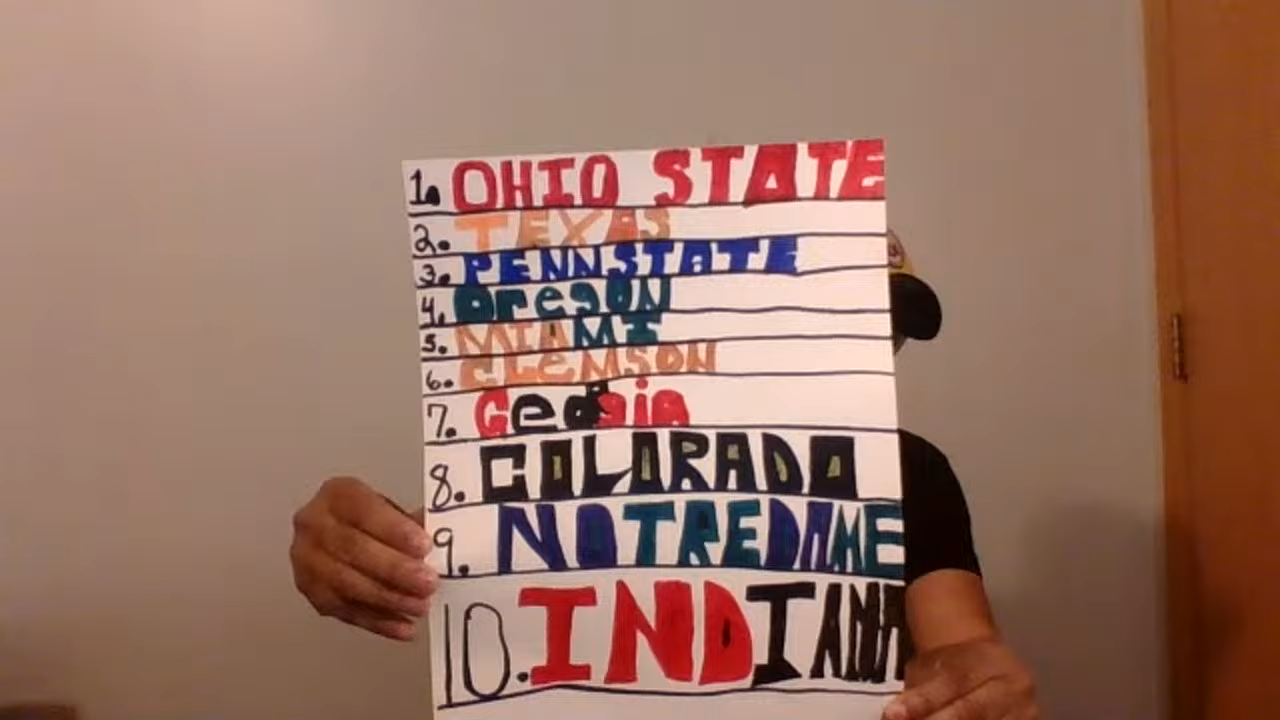 1. OHIO STATE
2. TEXAS
3. PENNSTATE
4. Oregon
5. MIAMI
6. CLeMSON
7. Georgia
8. COLORADO
9. NOTREDAME
10. INDIANA